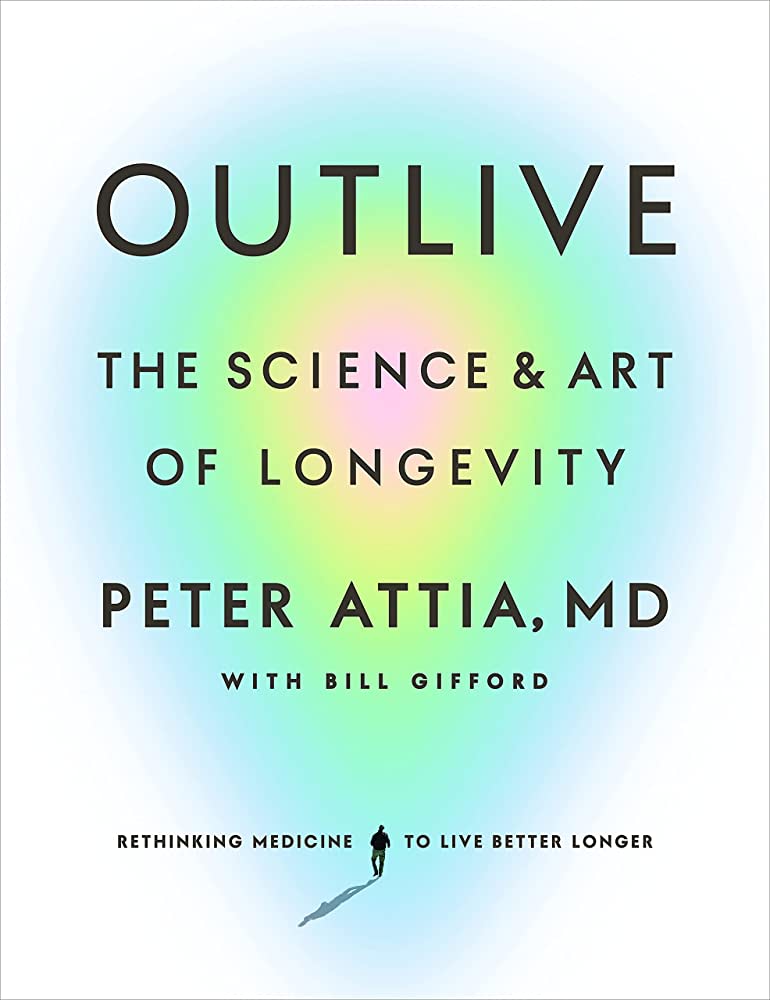 OUTLIVE
THE SCIENCE & ART
OF LONGEVITY
PETER ATTIA, MD
WITH BILL GIFFORD
RETHINKING MEDICINE TO LIVE BETTER LONGER